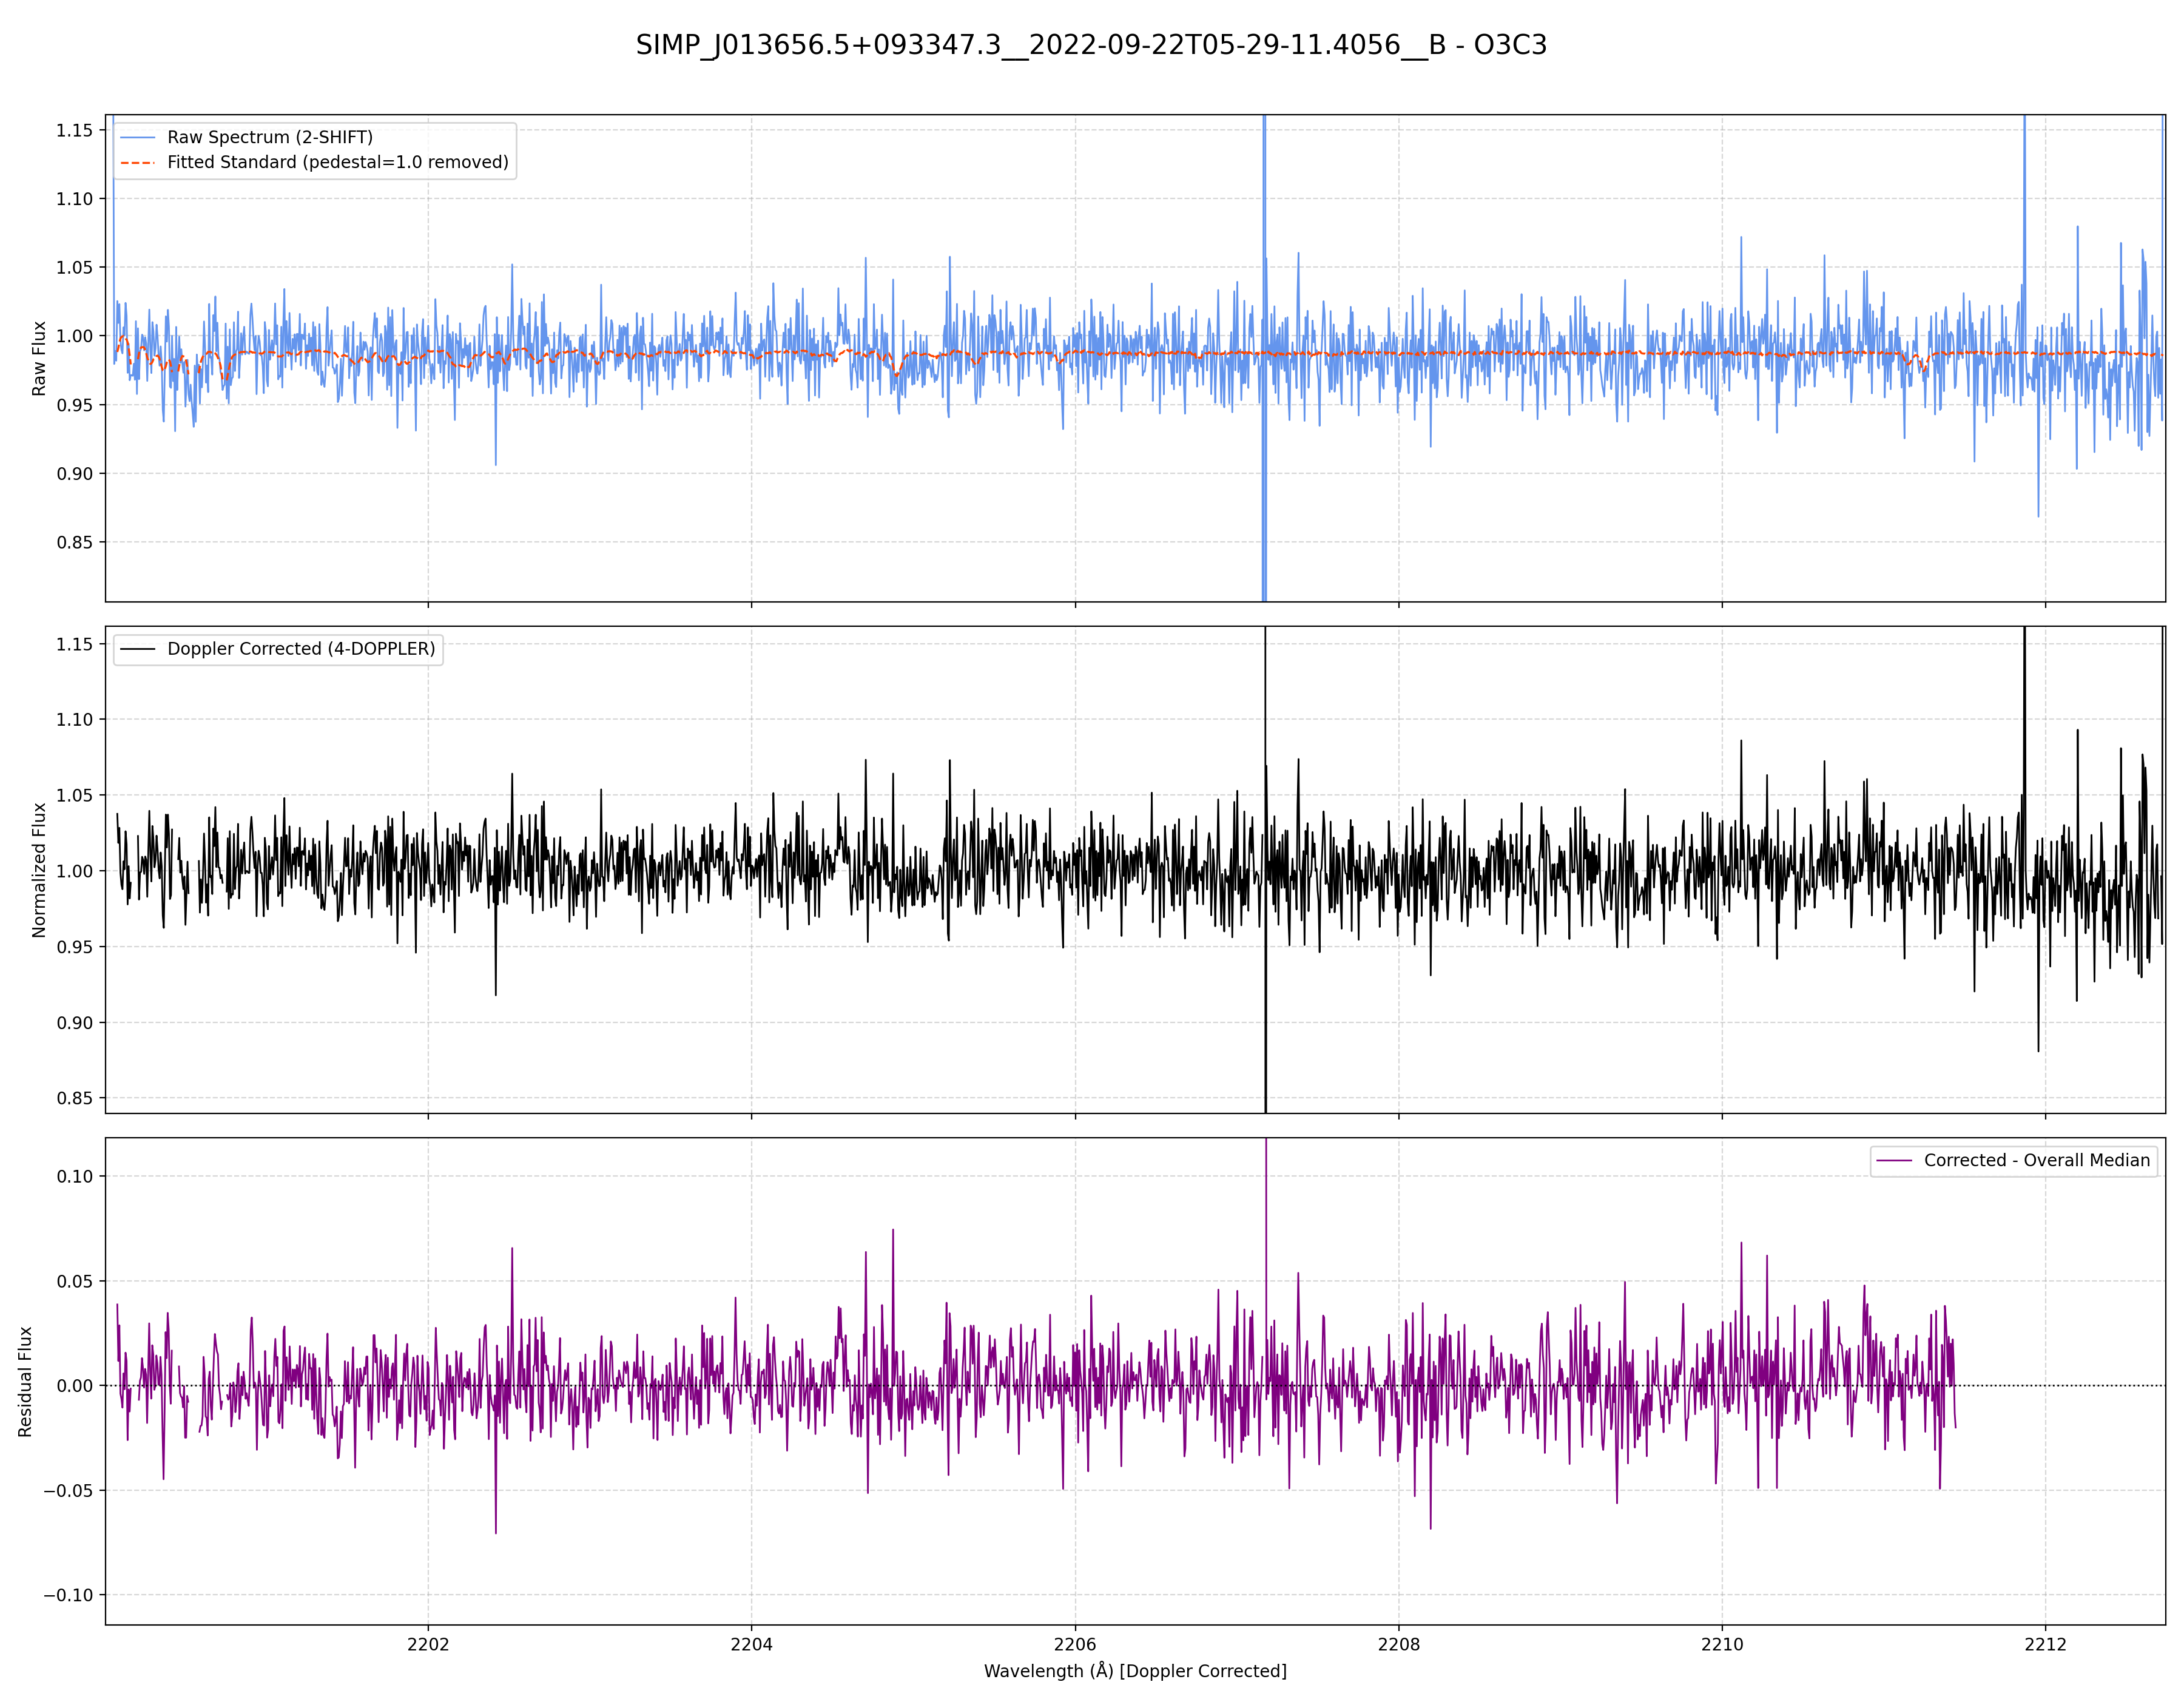 SIMP_J013656.5+093347.3__2022-09-22T05-29-11.4056__B - O3C3
Raw Spectrum (2-SHIFT)
Fitted Standard (pedestal=1.0 removed)
Raw Flux
1.15
1.10
1.05
1.00
0.95
0.90
0.85
Doppler Corrected (4-DOPPLER)
Normalized Flux
1.15
1.10
1.05
1.00
0.95
0.90
0.85
Corrected - Overall Median
Residual Flux
0.10
0.05
0.00
−0.05
−0.10
2202 2204 2206 2208 2210 2212
Wavelength (Å) [Doppler Corrected]